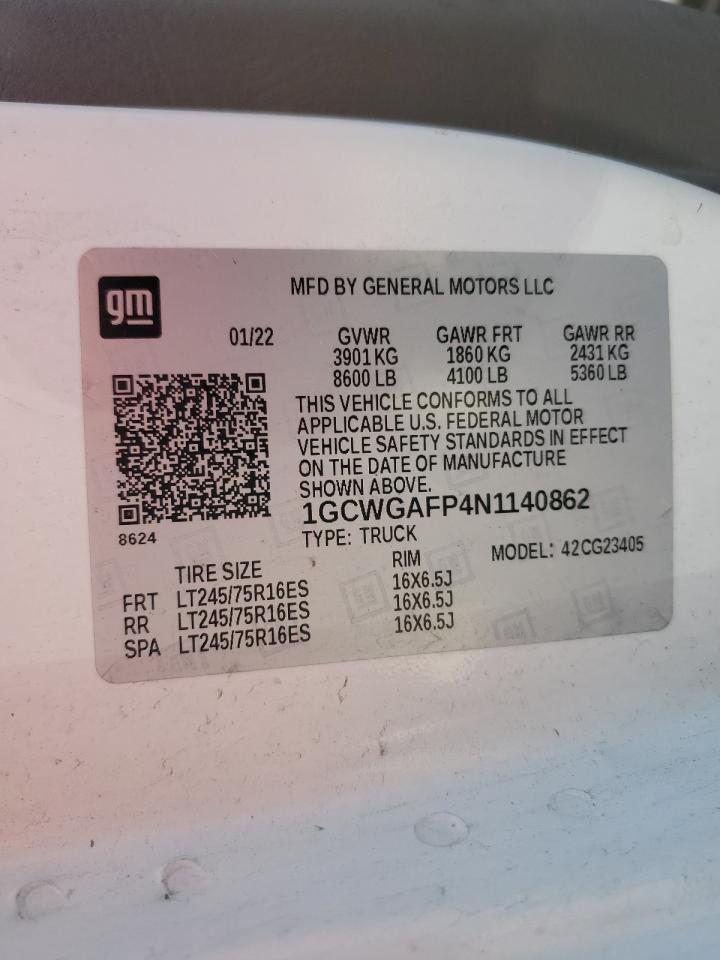 gm
MFD BY GENERAL MOTORS LLC
01/22 GVWR GAWR FRT GAWR RR
3901 KG 1860 KG 2431 KG
8600 LB 4100 LB 5360 LB
THIS VEHICLE CONFORMS TO ALL
APPLICABLE U.S. FEDERAL MOTOR
VEHICLE SAFETY STANDARDS IN EFFECT
ON THE DATE OF MANUFACTURE
SHOWN ABOVE.
1GCWGAFP4N1140862
8624
TYPE: TRUCK
MODEL: 42CG23405
TIRE SIZE RIM
FRT LT245/75R16ES 16X6.5J
RR LT245/75R16ES 16X6.5J
SPA LT245/75R16ES 16X6.5J